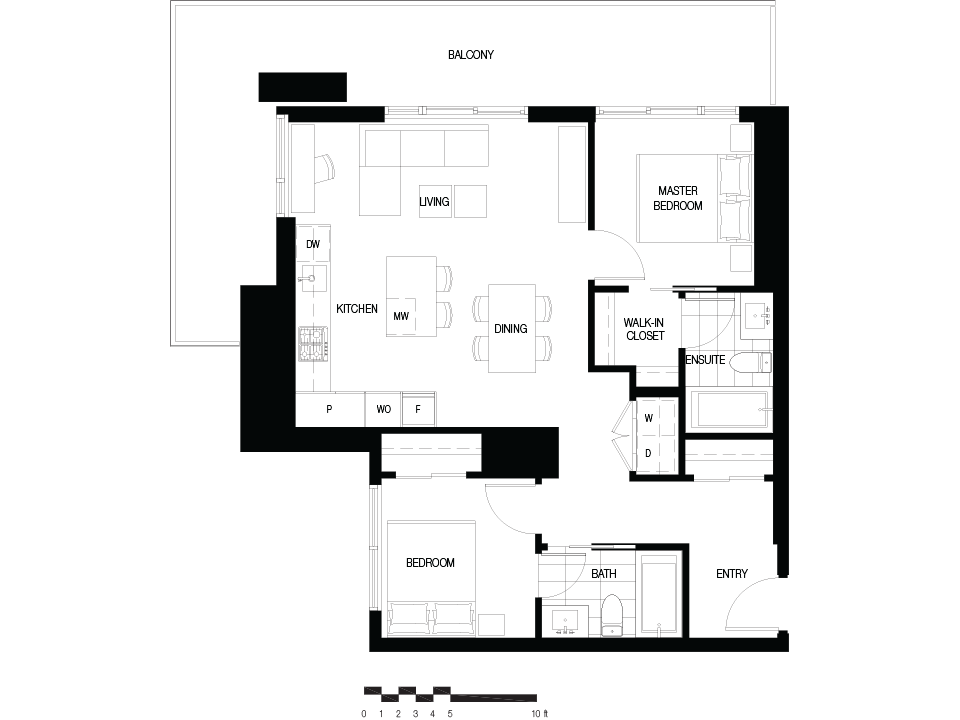 BALCONY
MASTER
BEDROOM
LIVING
DW
KITCHEN
MW
DINING
WALK-IN
CLOSET
ENSUITE
P
WO
F
W
D
BEDROOM
BATH
ENTRY
0 1 2 3 4 5 10 ft